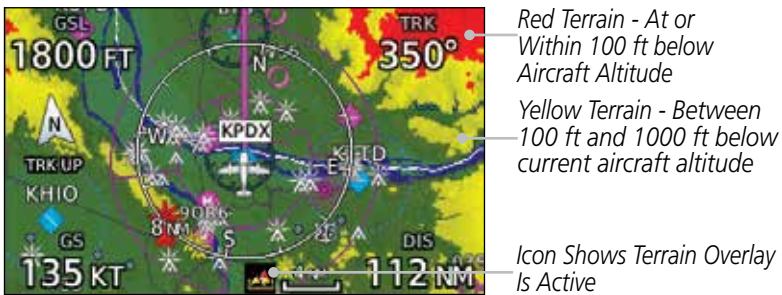 GSL
1800 FT
TRK
350°
N
N
TRK UP
KPDX
W
E
KHIO
8 NM
S
GS
135 KT
DIS
112 NM
Red Terrain - At or
Within 100 ft below
Aircraft Altitude
Yellow Terrain - Between
100 ft and 1000 ft below
current aircraft altitude
Icon Shows Terrain Overlay
Is Active